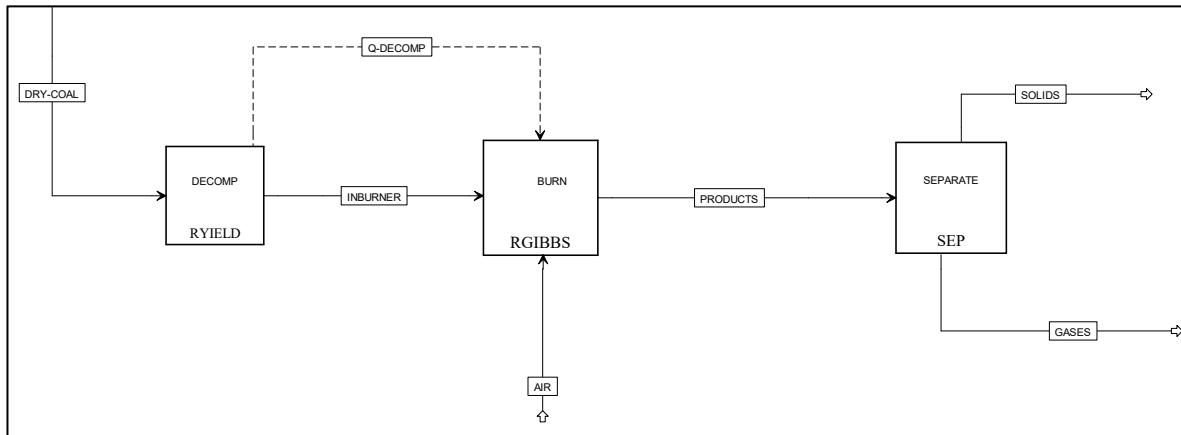 Q-DECOMP
DRY-COAL
SOLIDS
DECOMP
RYIELD
INBURNER
BURN
RGIBBS
PRODUCTS
SEPARATE
SEP
GASES
AIR